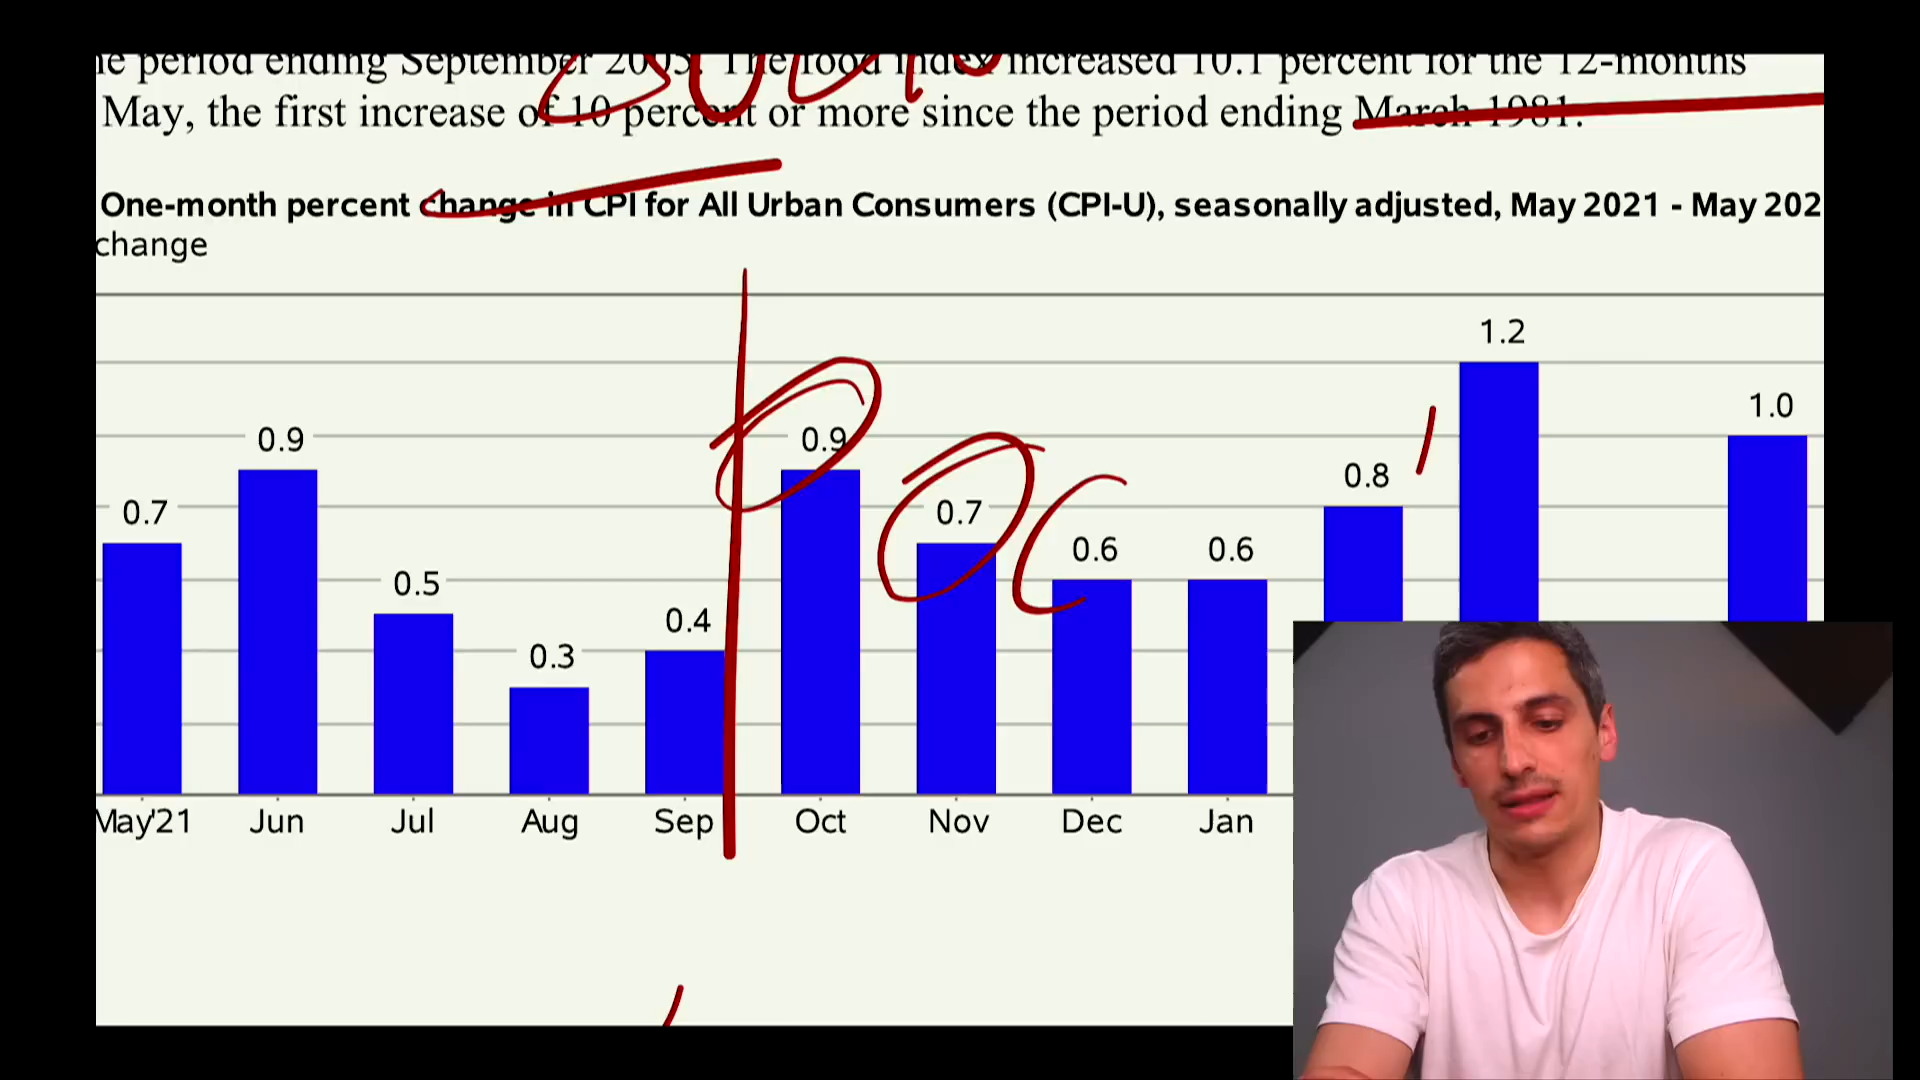 period ending September 2005. The food index increased 10.1 percent for the 12-months
May, the first increase of 10 percent or more since the period ending March 1981.
One-month percent change in CPI for All Urban Consumers (CPI-U), seasonally adjusted, May 2021 - May 202
change
1.2
1.0
0.9
0.9
0.8
0.7
0.7
0.6
0.6
0.5
0.4
0.3
May'21 Jun Jul Aug Sep Oct Nov Dec Jan